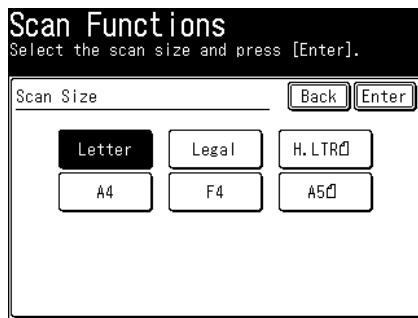 Scan Functions
Select the scan size and press [Enter].
Scan Size Back Enter
Letter Legal H.LTR
A4 F4 A5